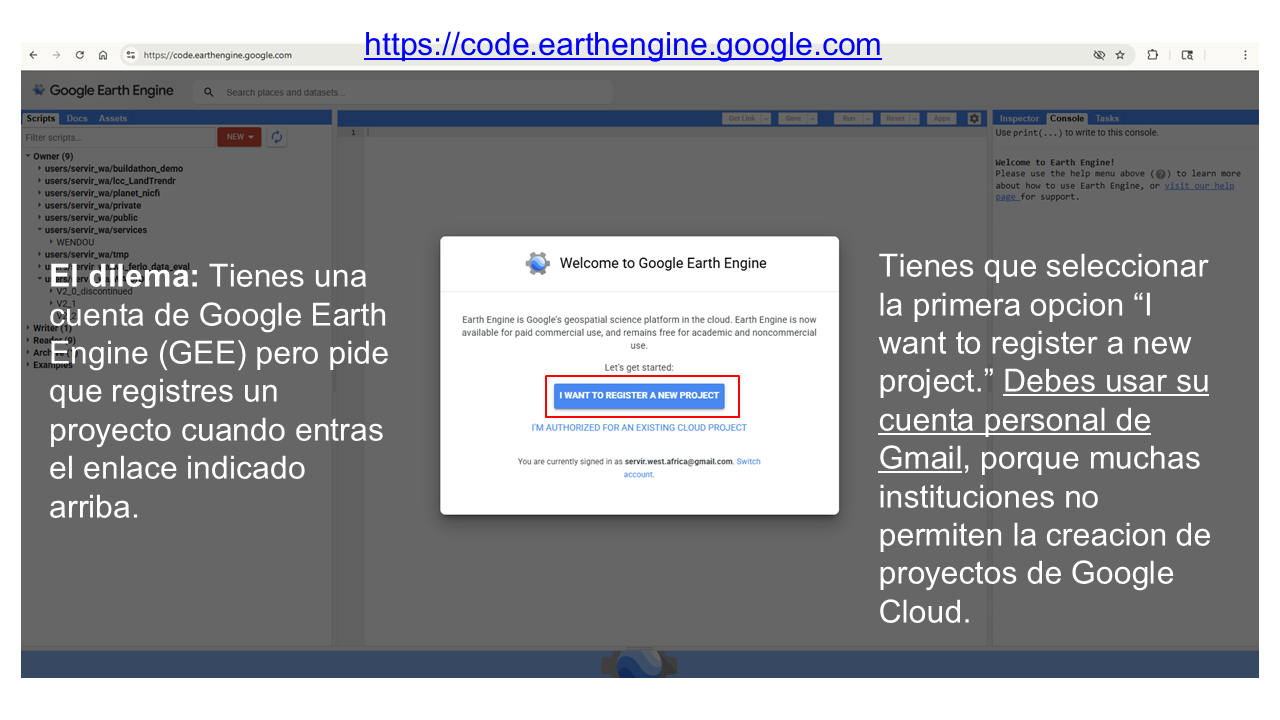 https://code.earthengine.google.com
https://code.earthengine.google.com
Google Earth Engine
Search places and datasets...
Scripts Docs Assets
Filter scripts...
NEW
Owner (9)
users/servir_wa/buildathon_demo
users/servir_wa/lcc_LandTrendr
users/servir_wa/planet_nicfi
users/servir_wa/private
users/servir_wa/public
users/servir_wa/services
WENDOU
users/servir_wa/tmp
V2_0_discontinued
V2_1
Writer (1)
Examples
El dilema: Tienes una
cuenta de Google Earth
Engine (GEE) pero pide
que registres un
proyecto cuando entras
el enlace indicado
arriba.
Get Link Save Run Reset Apps
1
Welcome to Google Earth Engine
Earth Engine is Google's geospatial science platform in the cloud. Earth Engine is now
available for paid commercial use, and remains free for academic and noncommercial
use.
Let's get started:
I WANT TO REGISTER A NEW PROJECT
I'M AUTHORIZED FOR AN EXISTING CLOUD PROJECT
You are currently signed in as servir.west.africa@gmail.com. Switch
account.
Inspector Console Tasks
Use print(...) to write to this console.
Welcome to Earth Engine!
Please use the help menu above (?) to learn more
about how to use Earth Engine, or visit our help
page for support.
Tienes que seleccionar
la primera opcion “I
want to register a new
project.” Debes usar su
cuenta personal de
Gmail, porque muchas
instituciones no
permiten la creacion de
proyectos de Google
Cloud.